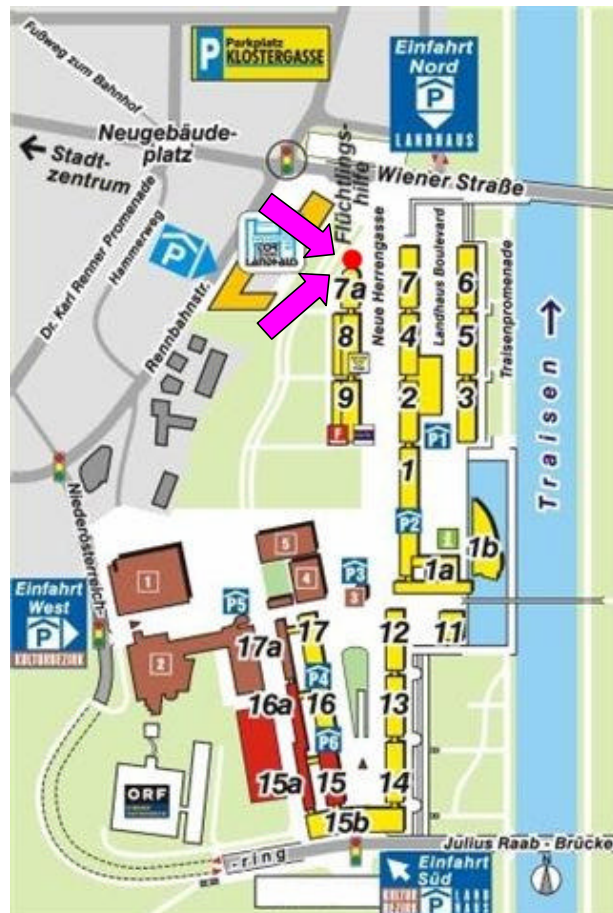 Fußweg zum Bahnhof
P Parkplatz
KLOSTERGASSE
Einfahrt
Nord
P
LANDHAUS
Neugebäude-
platz
Stadt-
zentrum
Wiener Straße
Flüchtlings-
hilfe
Dr. Karl Renner Promenade
Hammerweg
P
Rennbahnstr.
Neue Herrengasse
Landhaus Boulevard
Traisenpromenade
Traisen
7a
7
6
8
4
5
9
2
3
F
P1
1
P2
1a
1b
Niederösterreich-
Einfahrt
West
P
KULTURBEZIRK
1
5
4
P3
3
P5
2
17a
17
12
11
P4
16a
16
13
P6
15a
15
14
15b
ORF
-ring
Julius Raab - Brücke
Einfahrt
Süd
P
N